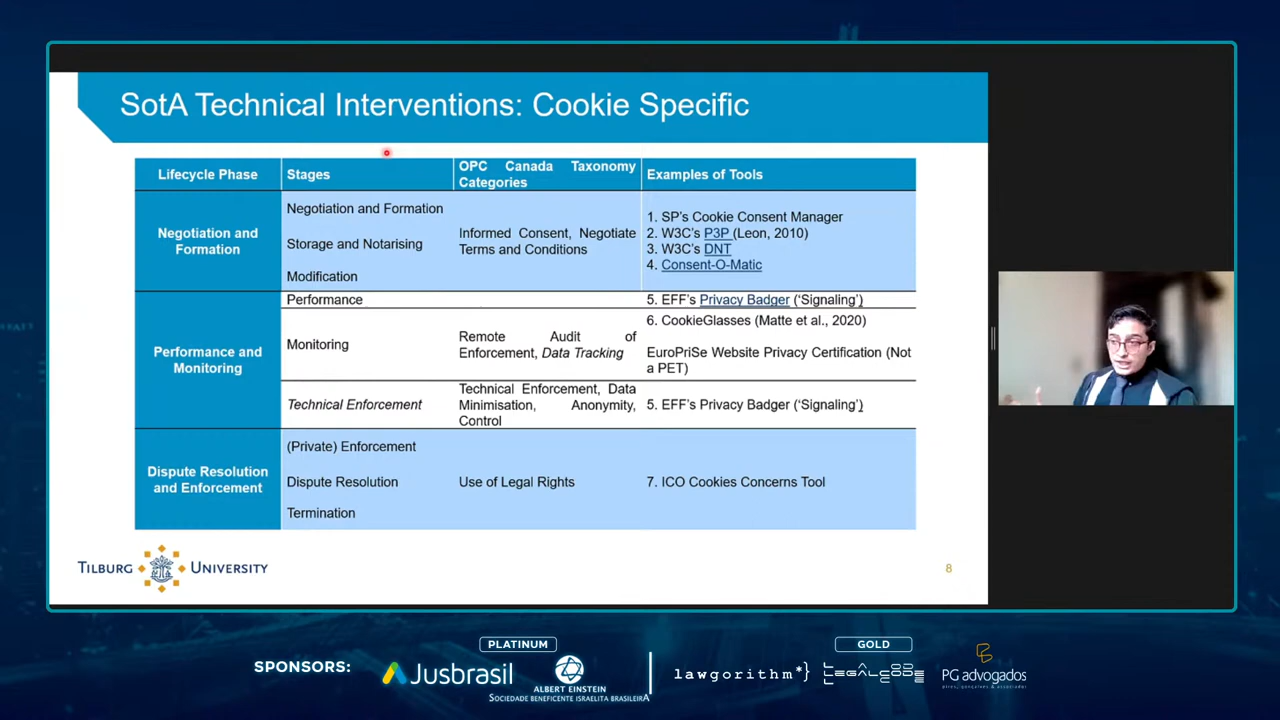 SotA Technical Interventions: Cookie Specific
Lifecycle Phase
Stages
OPC Canada Taxonomy
Categories
Examples of Tools
Negotiation and
Formation
Negotiation and Formation
Storage and Notarising
Modification
Informed Consent, Negotiate
Terms and Conditions
1. SP's Cookie Consent Manager
2. W3C's P3P (Leon, 2010)
3. W3C's DNT
4. Consent-O-Matic
Performance and
Monitoring
Performance
5. EFF's Privacy Badger ('Signaling')
Monitoring
Remote Audit of
Enforcement, Data Tracking
6. CookieGlasses (Matte et al., 2020)
EuroPriSe Website Privacy Certification (Not
a PET)
Technical Enforcement
Technical Enforcement, Data
Minimisation, Anonymity,
Control
5. EFF's Privacy Badger ('Signaling')
Dispute Resolution
and Enforcement
(Private) Enforcement
Dispute Resolution
Termination
Use of Legal Rights
7. ICO Cookies Concerns Tool
TILBURG UNIVERSITY
8
SPONSORS:
PLATINUM
Jusbrasil
ALBERT EINSTEIN
SOCIEDADE BENEFICENTE ISRAELITA BRASILEIRA
GOLD
lawgorithm*}
LEGALCODE
PG advogados